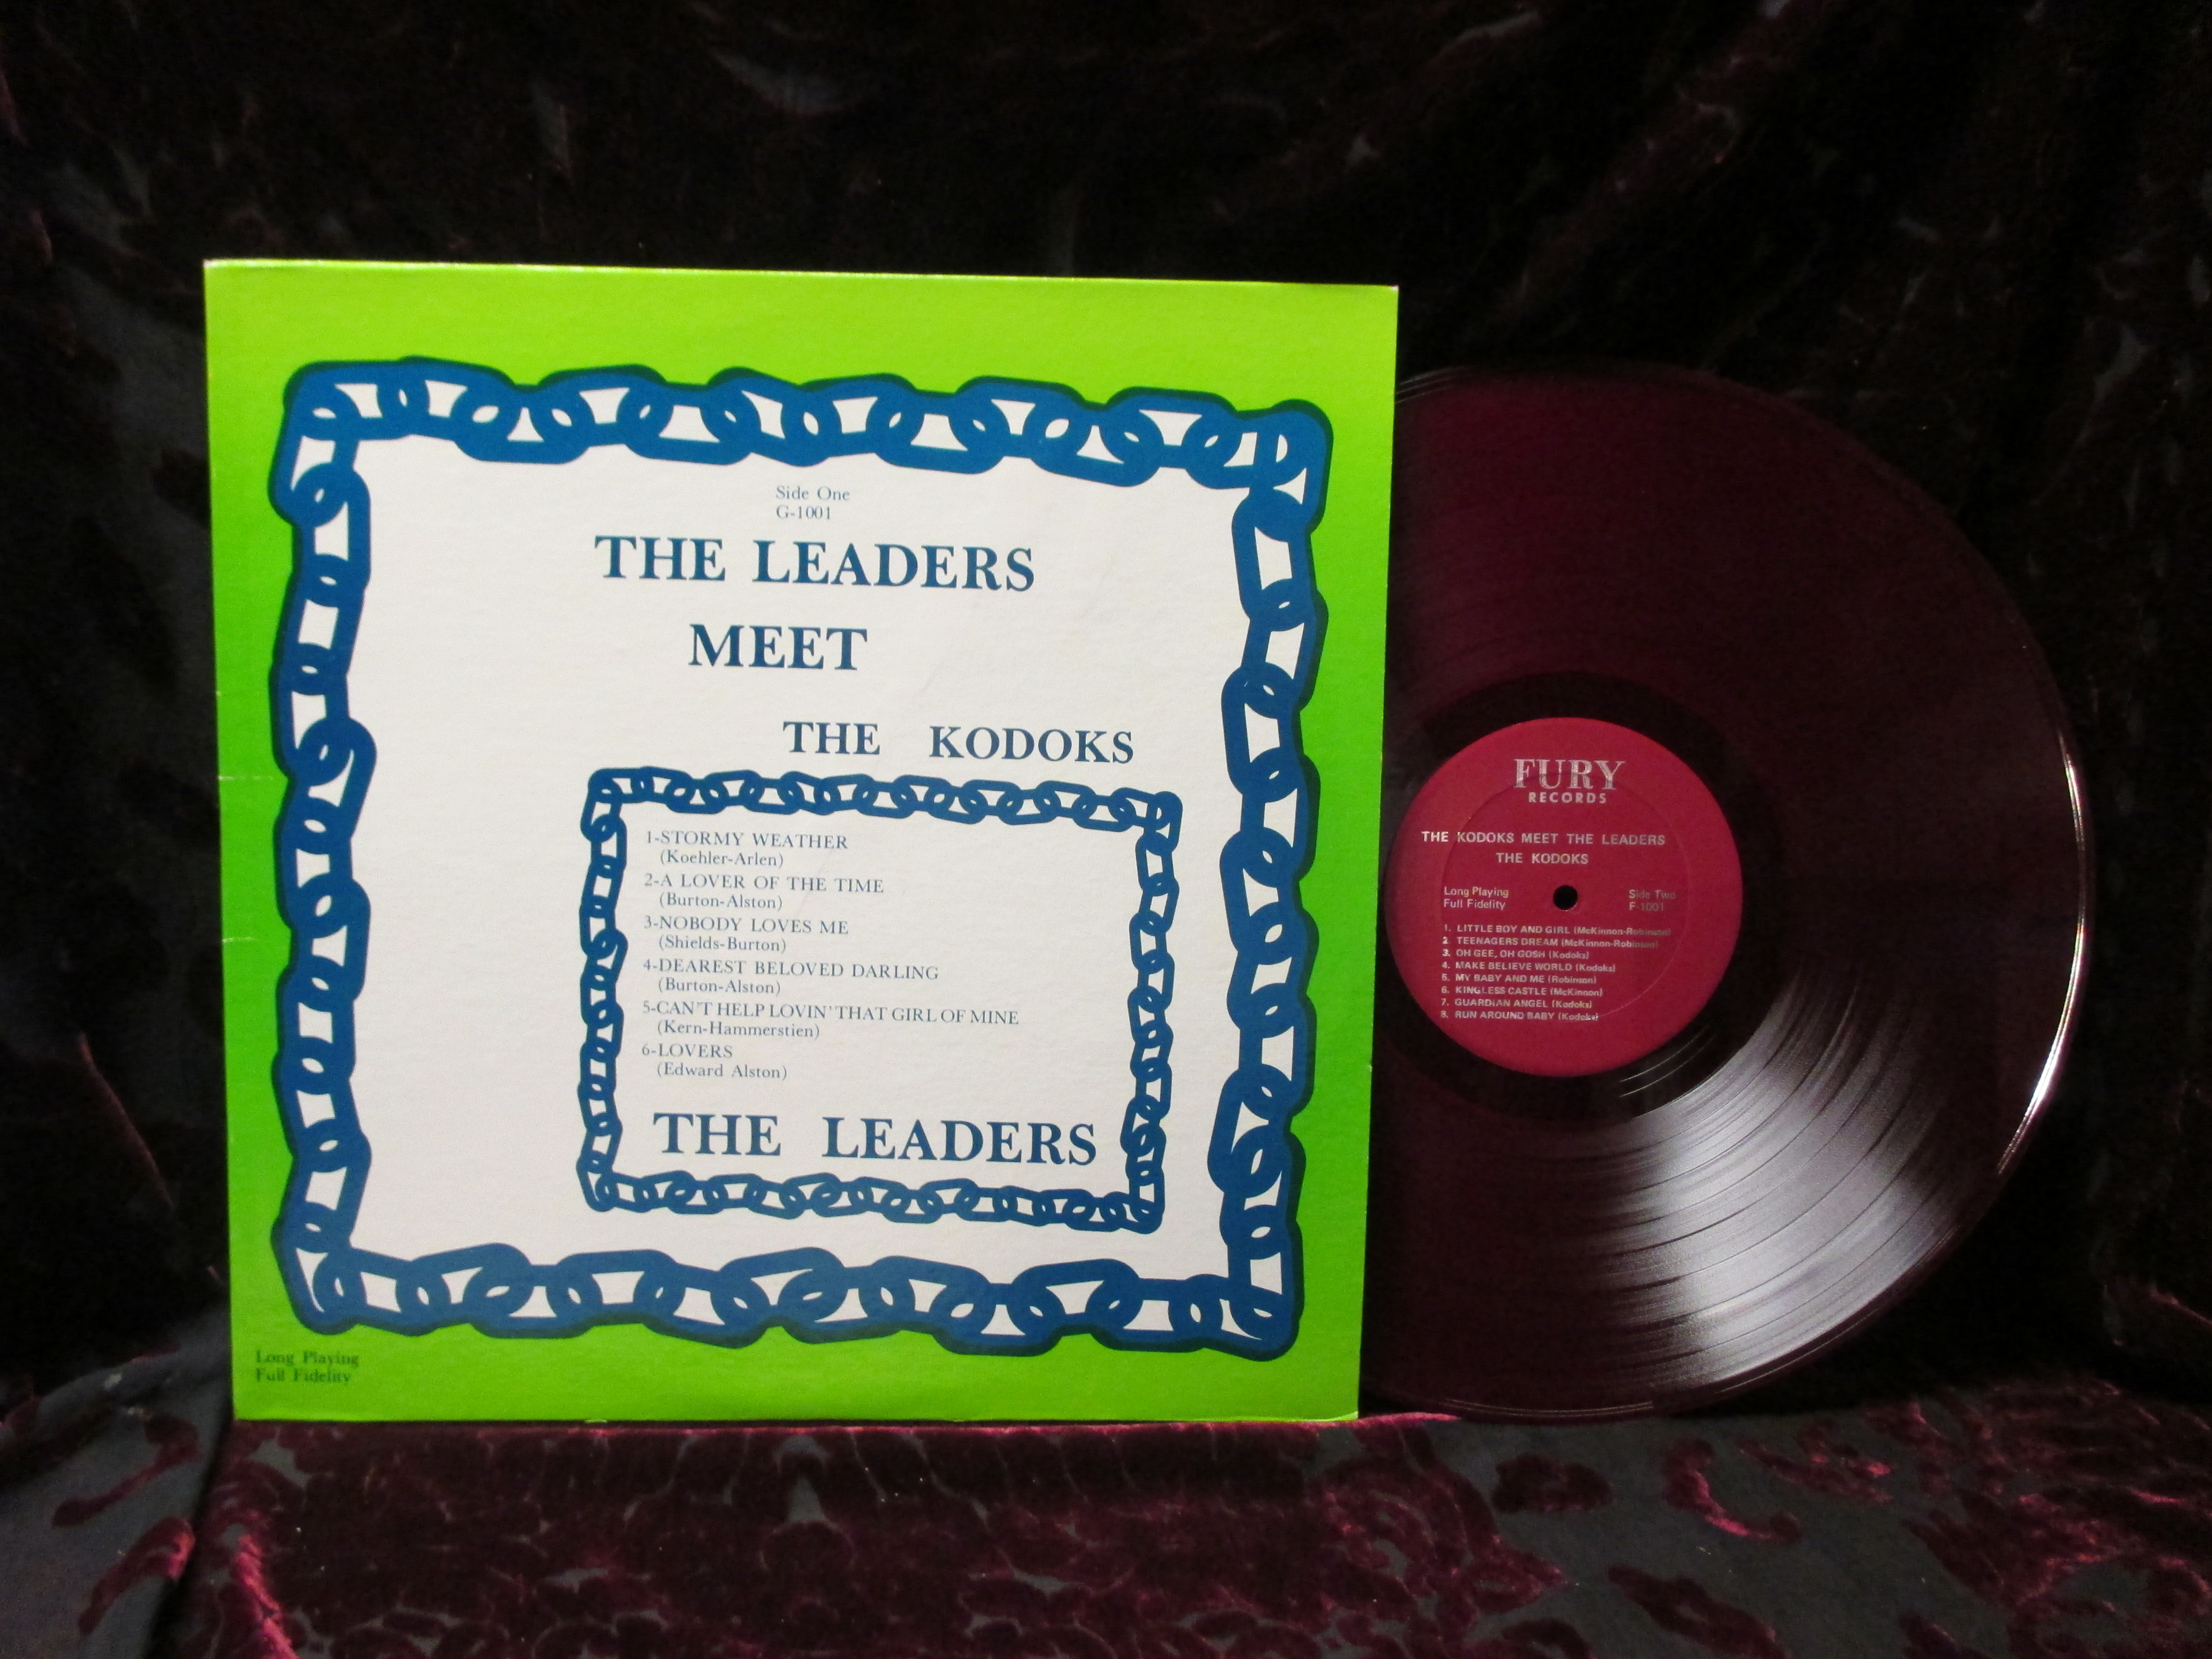 Side One
G-1001
THE LEADERS
MEET
THE KODOKS
1-STORMY WEATHER
(Koehler-Arlen)
2-A LOVER OF THE TIME
(Burton-Alston)
3-NOBODY LOVES ME
(Shields-Burton)
4-DEAREST BELOVED DARLING
(Burton-Alston)
5-CAN'T HELP LOVIN' THAT GIRL OF MINE
(Kern-Hammerstien)
6-LOVERS
(Edward Alston)
THE LEADERS
Long Playing
Full Fidelity
FURY
RECORDS
THE KODOKS MEET THE LEADERS
THE KODOKS
Long Playing
Full Fidelity
Side Two
F-1001
1. LITTLE BOY AND GIRL (McKinnon-Robinson)
2. TEENAGERS DREAM (McKinnon-Robinson)
3. OH GEE, OH GOSH (Kodoks)
4. MAKE BELIEVE WORLD (Kodoks)
5. MY BABY AND ME (Robinson)
6. KINGLESS CASTLE (McKinnon)
7. GUARDIAN ANGEL (Kodoks)
8. RUN AROUND BABY (Kodoks)